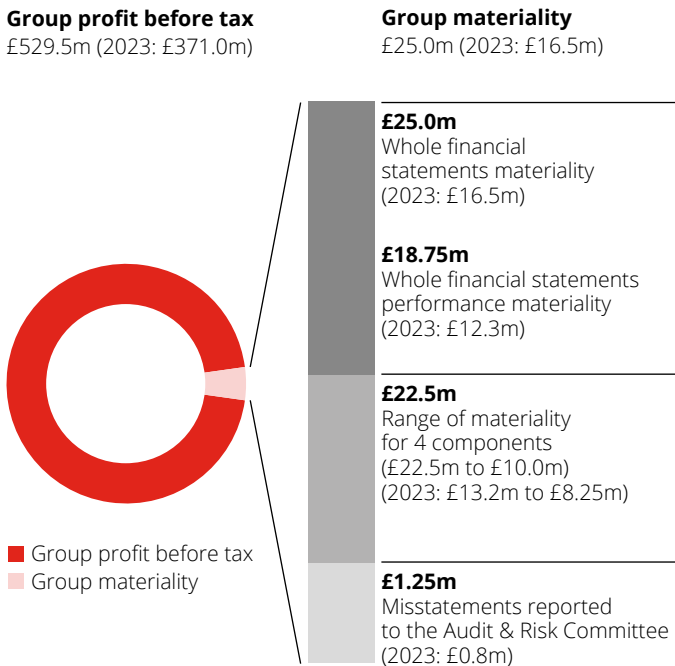 Group profit before tax
£529.5m (2023: £371.0m)
Group materiality
£25.0m (2023: £16.5m)
£25.0m
Whole financial
statements materiality
(2023: £16.5m)
£18.75m
Whole financial statements
performance materiality
(2023: £12.3m)
£22.5m
Range of materiality
for 4 components
(£22.5m to £10.0m)
(2023: £13.2m to £8.25m)
£1.25m
Misstatements reported
to the Audit & Risk Committee
(2023: £0.8m)
Group profit before tax
Group materiality